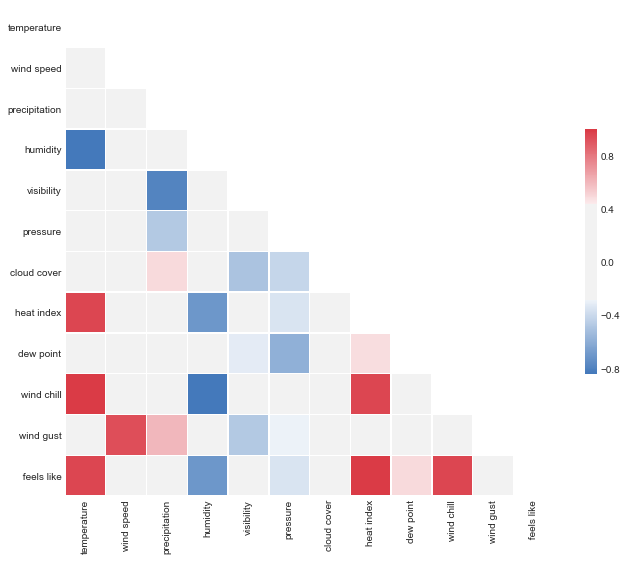 temperature
wind speed
precipitation
humidity
visibility
pressure
cloud cover
heat index
dew point
wind chill
wind gust
feels like
0.8
0.4
0.0
−0.4
−0.8
temperature
wind speed
precipitation
humidity
visibility
pressure
cloud cover
heat index
dew point
wind chill
wind gust
feels like